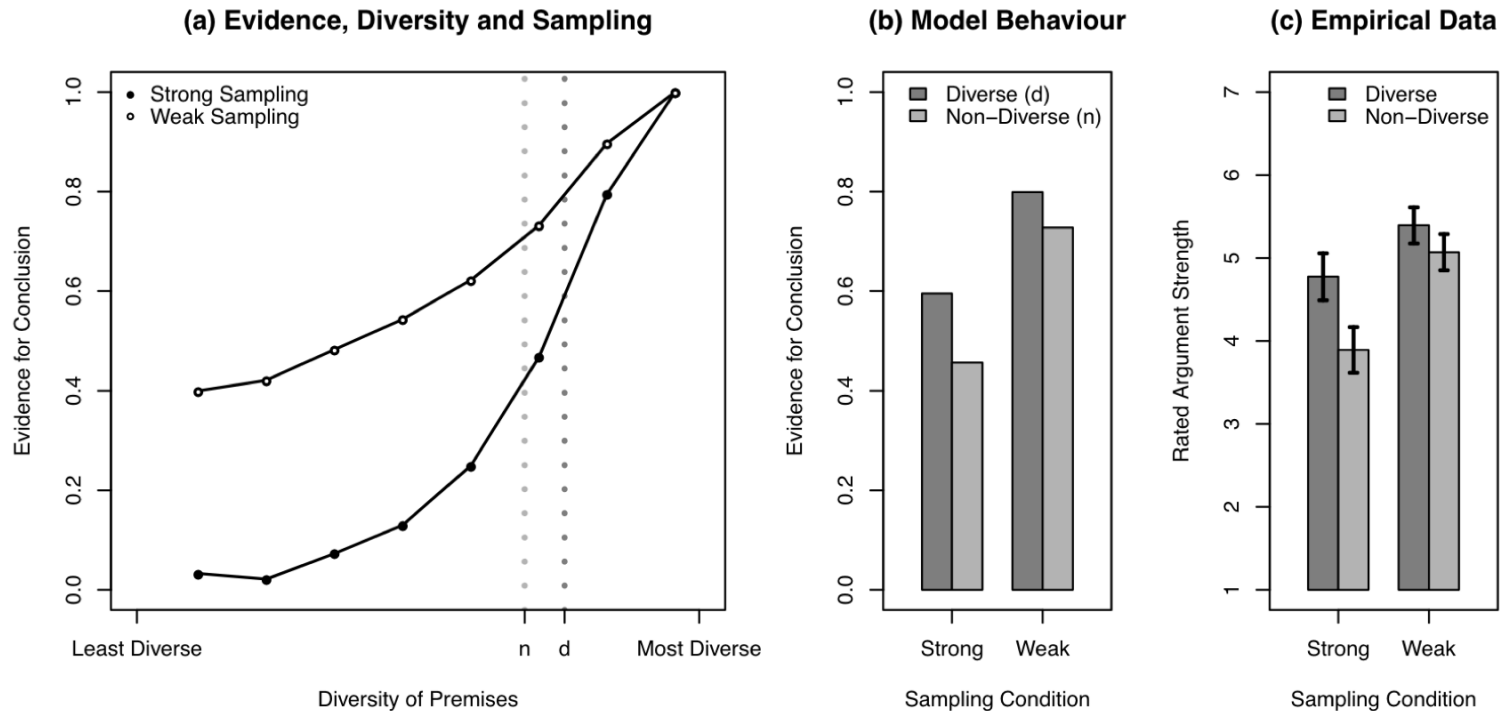 (a) Evidence, Diversity and Sampling
Strong Sampling
Weak Sampling
1.0
0.8
0.6
0.4
0.2
0.0
Evidence for Conclusion
Least Diverse n d Most Diverse
Diversity of Premises
(b) Model Behaviour
Diverse (d)
Non−Diverse (n)
1.0
0.8
0.6
0.4
0.2
0.0
Evidence for Conclusion
Strong Weak
Sampling Condition
(c) Empirical Data
Diverse
Non−Diverse
7
6
5
4
3
2
1
Rated Argument Strength
Strong Weak
Sampling Condition